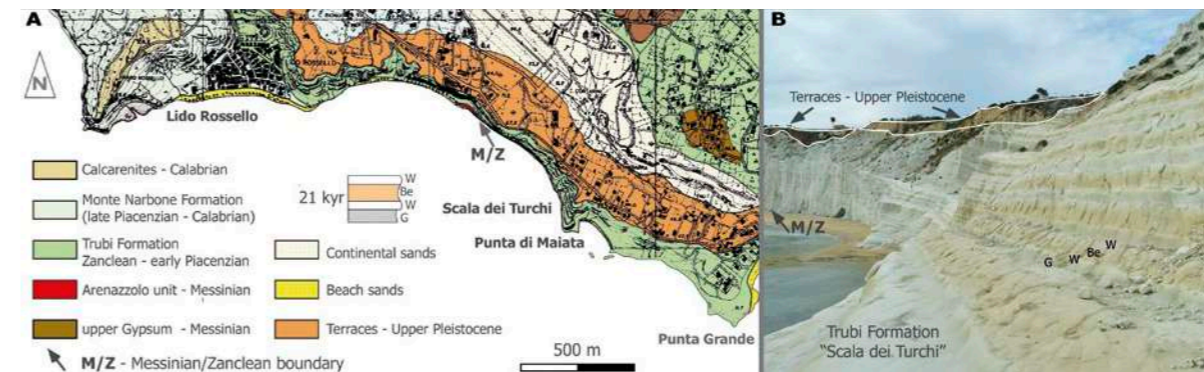 A
N
Lido Rossello
M/Z
Scala dei Turchi
Punta di Maiata
Punta Grande
Calcarenites - Calabrian
Monte Narbone Formation
(late Piacenzian - Calabrian)
Trubi Formation
Zanclean - early Piacenzian
Arenazzolo unit - Messinian
upper Gypsum - Messinian
M/Z - Messinian/Zanclean boundary
21 kyr
W
Be
W
G
Continental sands
Beach sands
Terraces - Upper Pleistocene
500 m
B
Terraces - Upper Pleistocene
M/Z
G W Be W
Trubi Formation
"Scala dei Turchi"